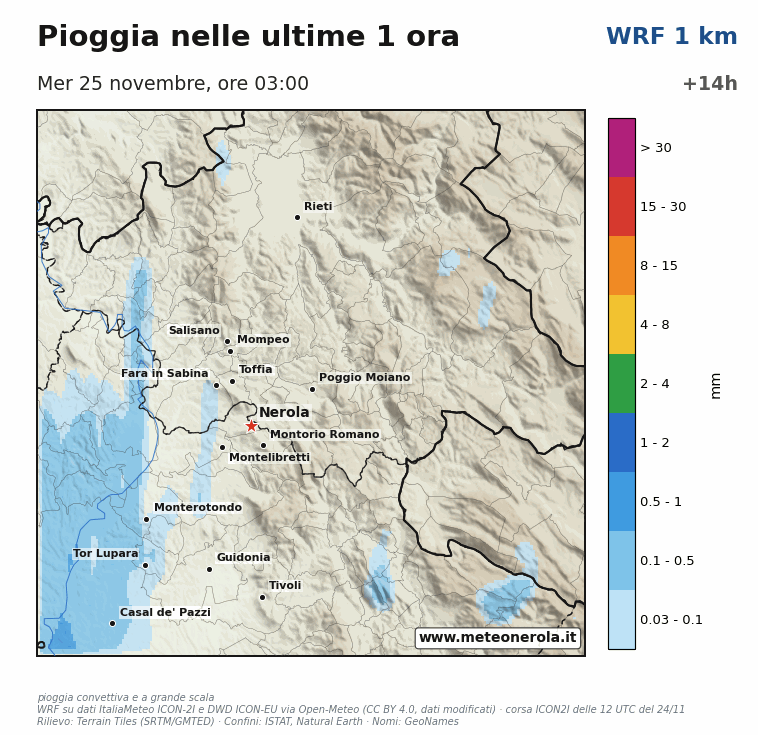 Pioggia nelle ultime 1 ora
WRF 1 km
Mer 25 novembre, ore 03:00
+14h
> 30
15 - 30
8 - 15
4 - 8
2 - 4
1 - 2
0.5 - 1
0.1 - 0.5
0.03 - 0.1
mm
Rieti
Salisano
Mompeo
Fara in Sabina
Toffia
Poggio Moiano
Nerola
Montorio Romano
Montelibretti
Monterotondo
Tor Lupara
Guidonia
Tivoli
Casal de' Pazzi
www.meteonerola.it
pioggia convettiva e a grande scala
WRF su dati ItaliaMeteo ICON-2I e DWD ICON-EU via Open-Meteo (CC BY 4.0, dati modificati) · corsa ICON2I delle 12 UTC del 24/11
Rilievo: Terrain Tiles (SRTM/GMTED) · Confini: ISTAT, Natural Earth · Nomi: GeoNames